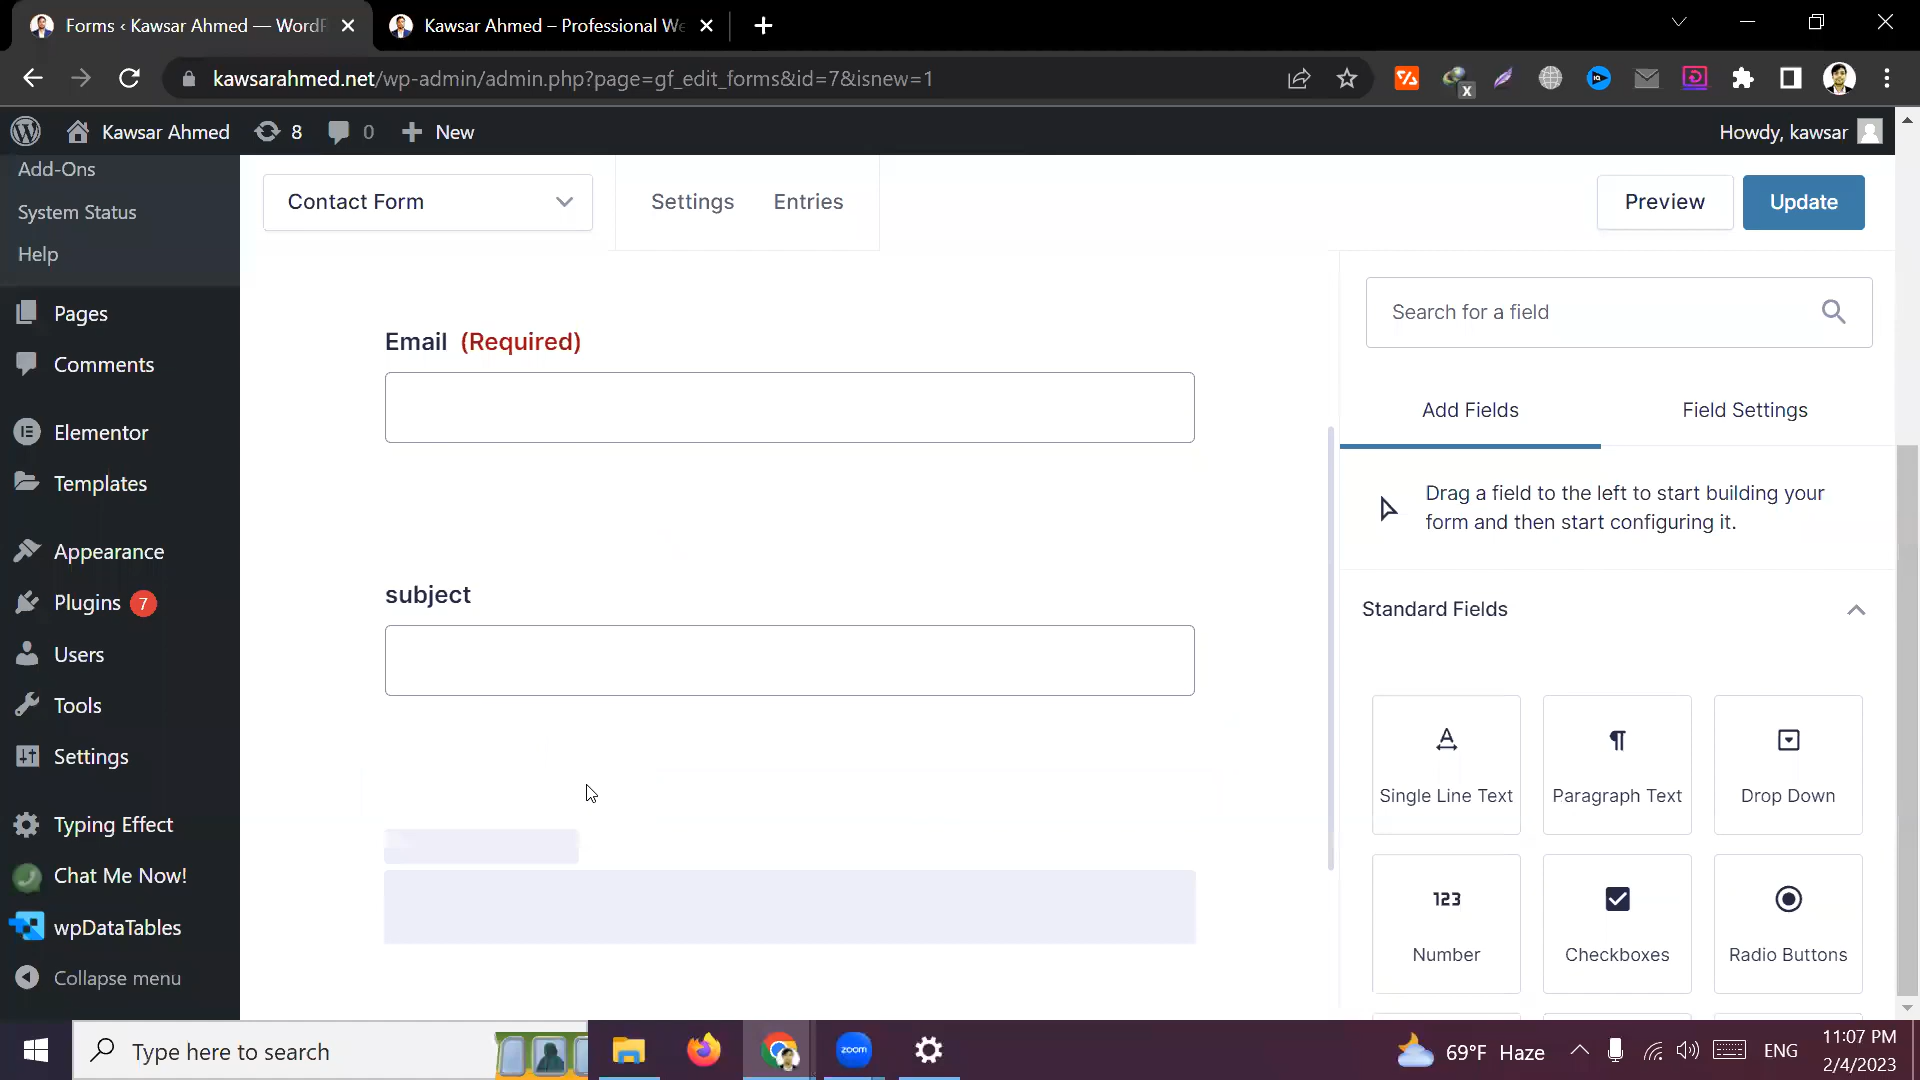 Forms ‹ Kawsar Ahmed — WordP
Kawsar Ahmed – Professional We
kawsarahmed.net/wp-admin/admin.php?page=gf_edit_forms&id=7&isnew=1
Kawsar Ahmed
8
0
New
Howdy, kawsar
Add-Ons
System Status
Help
Pages
Comments
Elementor
Templates
Appearance
Plugins 7
Users
Tools
Settings
Typing Effect
Chat Me Now!
wpDataTables
Collapse menu
Contact Form
Settings
Entries
Preview
Update
Email (Required)
subject
Search for a field
Add Fields
Field Settings
Drag a field to the left to start building your
form and then start configuring it.
Standard Fields
Single Line Text
Paragraph Text
Drop Down
123
Number
Checkboxes
Radio Buttons
Type here to search
zoom
69°F Haze
ENG
11:07 PM
2/4/2023